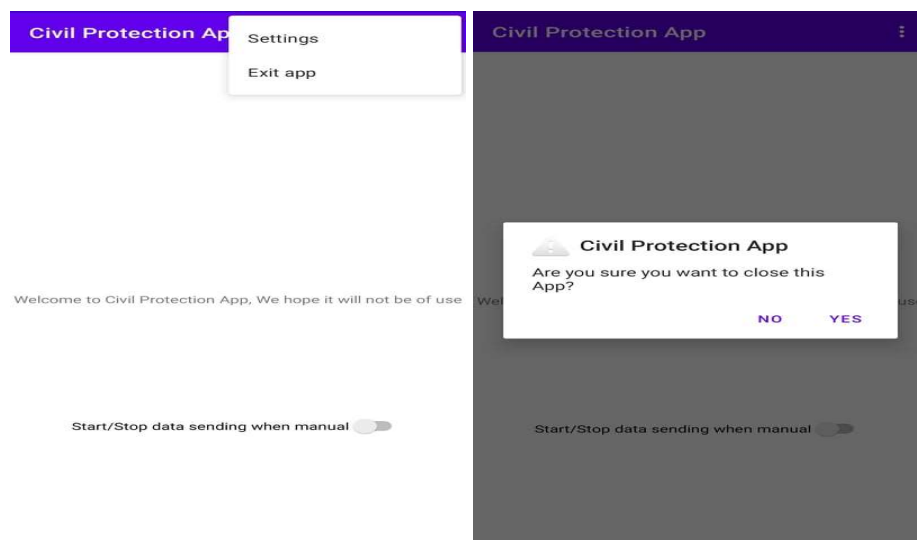 Civil Protection Ap
Settings
Exit app
Welcome to Civil Protection App, We hope it will not be of use
Start/Stop data sending when manual
Civil Protection App
Civil Protection App
Are you sure you want to close this
App?
NO YES
Wel
use
Start/Stop data sending when manual